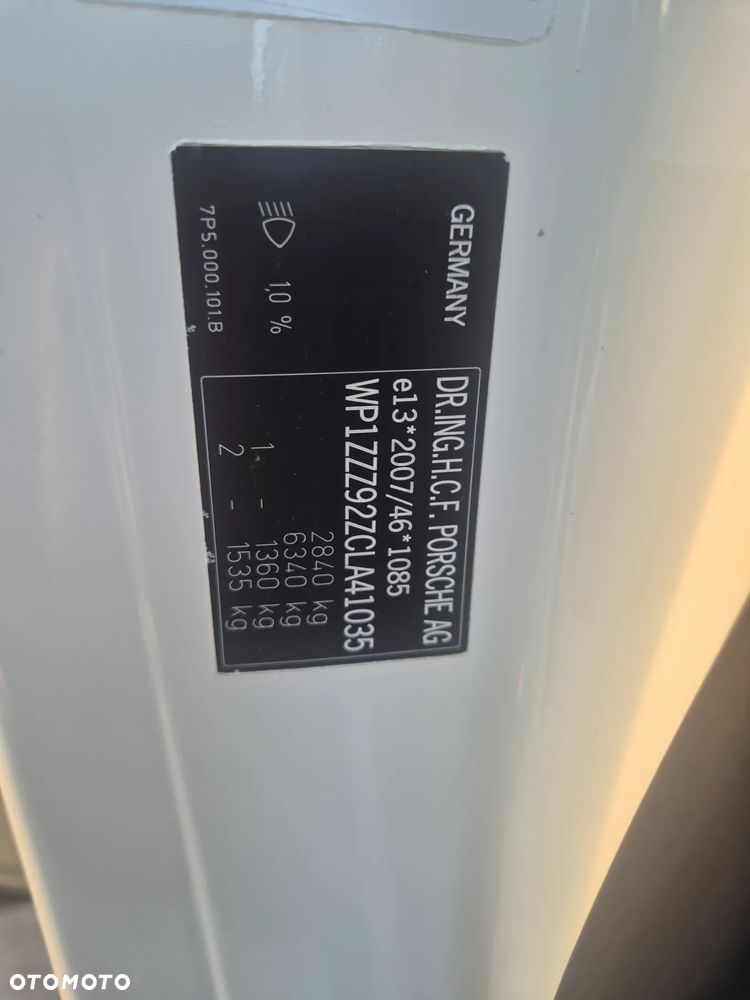 GERMANY
DR.ING.H.C.F. PORSCHE AG
e13*2007/46*1085
WP1ZZZ92ZCLA41035
2840 kg
6340 kg
1 - 1360 kg
2 - 1535 kg
1,0 %
7P5.000.101.B
OTOMOTO